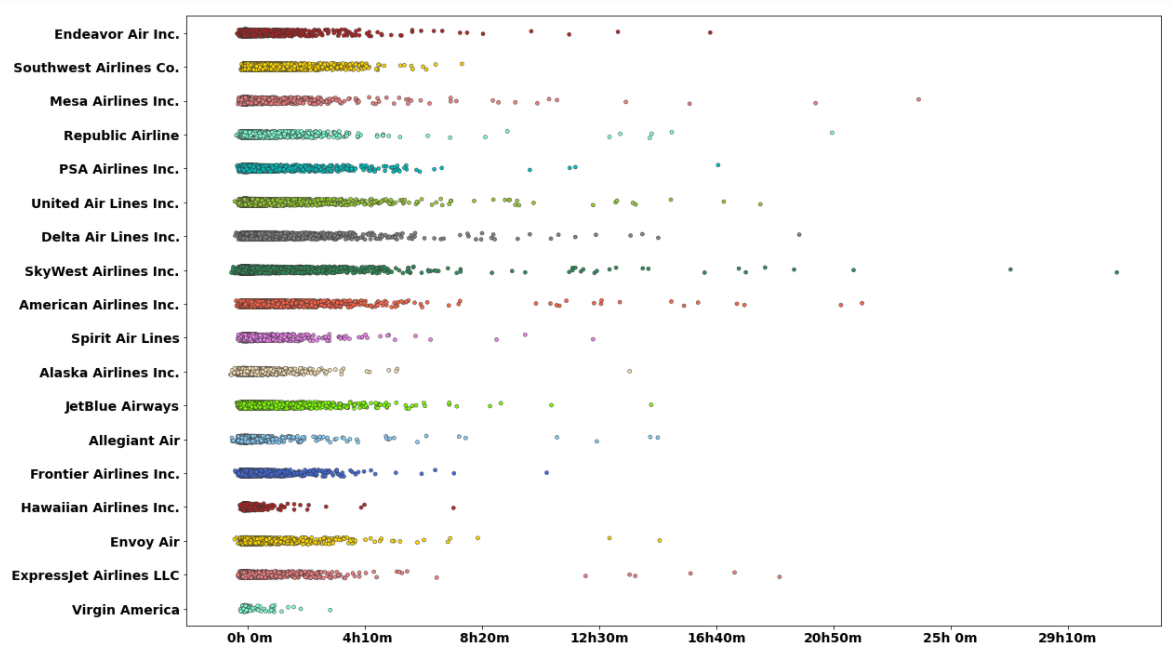 Endeavor Air Inc.
Southwest Airlines Co.
Mesa Airlines Inc.
Republic Airline
PSA Airlines Inc.
United Air Lines Inc.
Delta Air Lines Inc.
SkyWest Airlines Inc.
American Airlines Inc.
Spirit Air Lines
Alaska Airlines Inc.
JetBlue Airways
Allegiant Air
Frontier Airlines Inc.
Hawaiian Airlines Inc.
Envoy Air
ExpressJet Airlines LLC
Virgin America
0h 0m 4h10m 8h20m 12h30m 16h40m 20h50m 25h 0m 29h10m